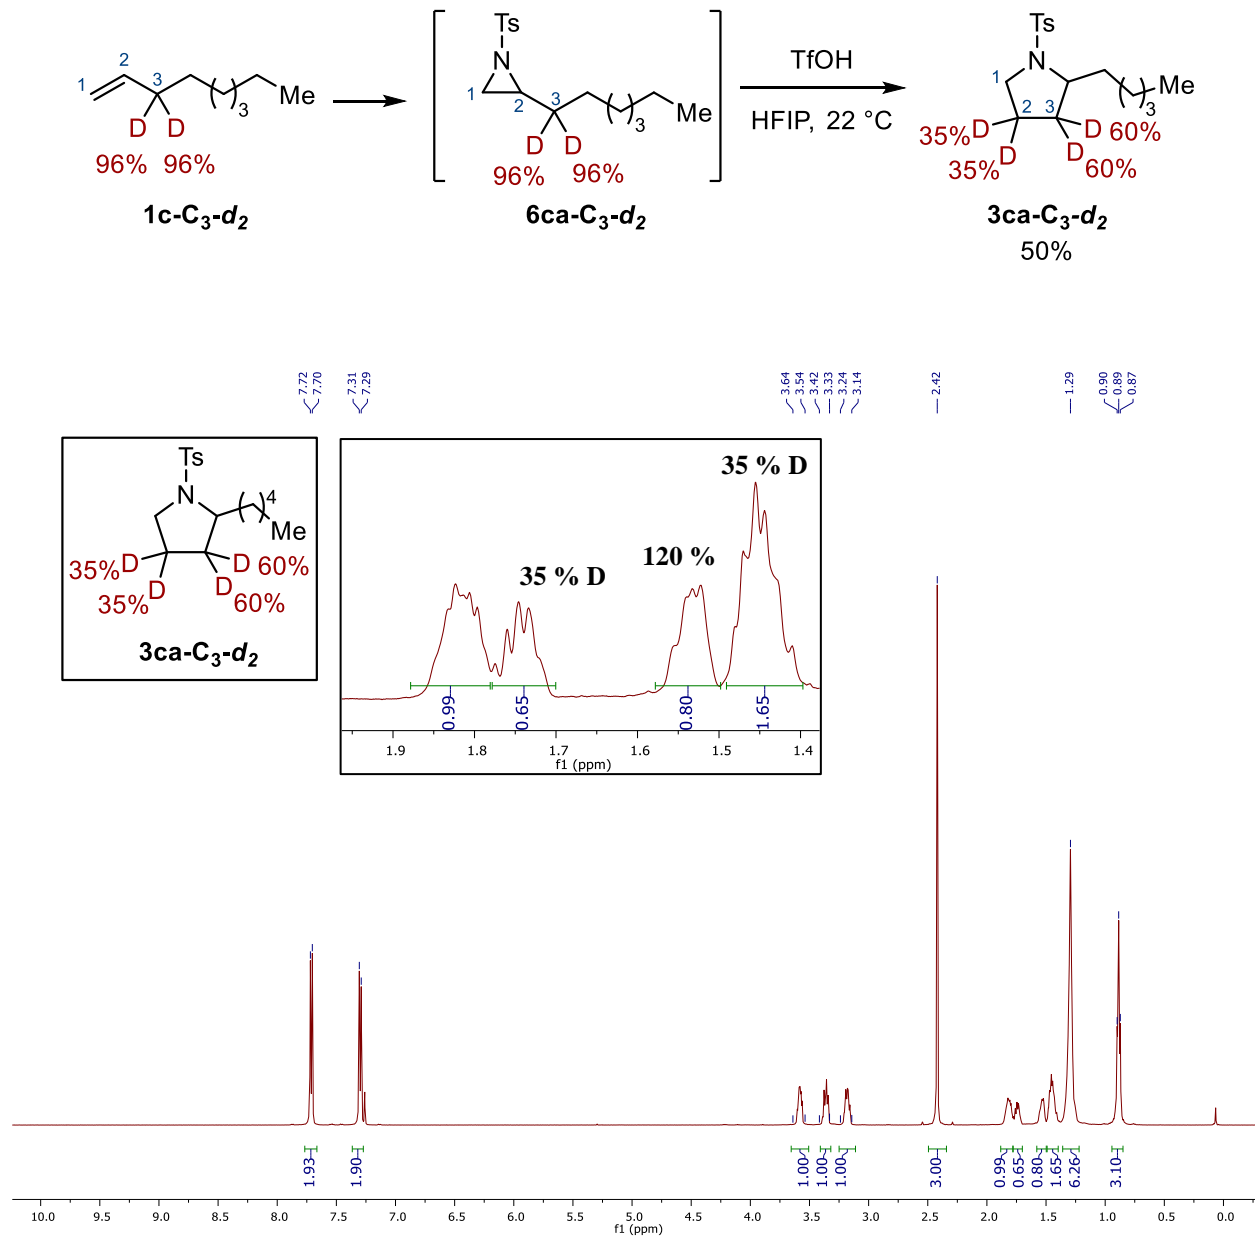 Ts
N
1
2
3
( )3
Me
D D
96% 96%
1c-C3-d2
Ts
N
1
2
3
( )3
Me
D D
96% 96%
6ca-C3-d2
TfOH
HFIP, 22 °C
Ts
N
1
2
3
( )3
Me
35% D
D 60%
35% D
D 60%
3ca-C3-d2
50%
7.72
7.70
7.31
7.29
3.64
3.54
3.42
3.33
3.24
3.14
2.42
1.29
0.90
0.89
0.87
Ts
N
( )4
Me
35% D
D 60%
35% D
D 60%
3ca-C3-d2
35 % D
120 %
35 % D
0.99
0.65
0.80
1.65
1.9 1.8 1.7 1.6 1.5 1.4
f1 (ppm)
1.93
1.90
1.00
1.00
1.00
3.00
0.99
0.65
0.80
1.65
6.26
3.10
10.0 9.5 9.0 8.5 8.0 7.5 7.0 6.5 6.0 5.5 5.0 4.5 4.0 3.5 3.0 2.5 2.0 1.5 1.0 0.5 0.0
f1 (ppm)